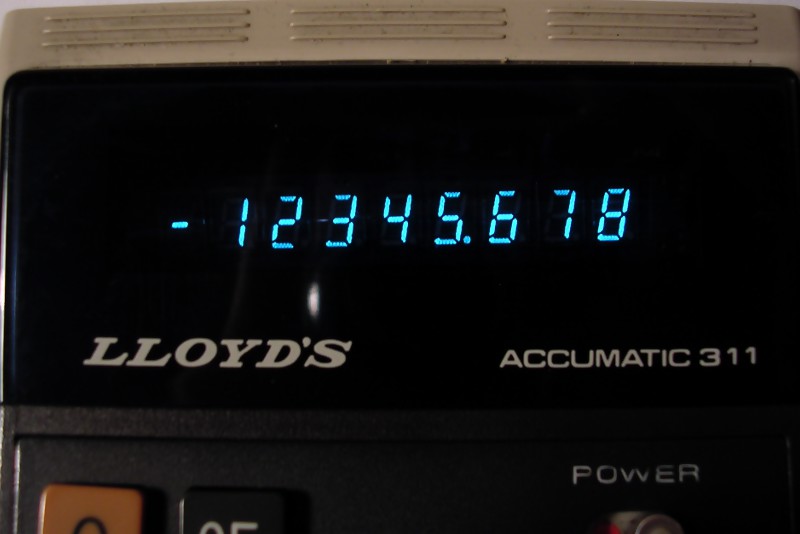 -12345.678
LLOYD'S
ACCUMATIC 311
POWER